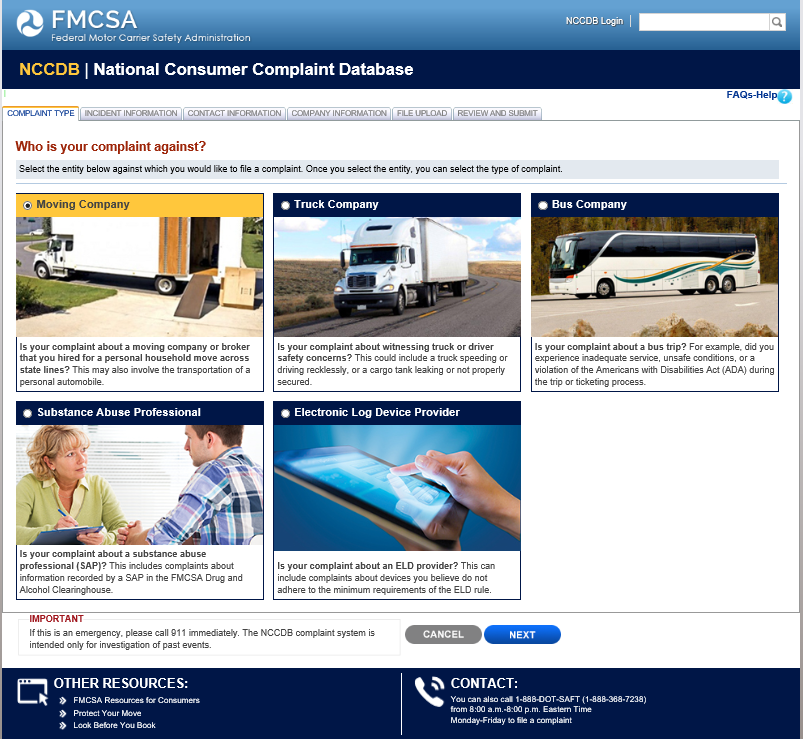 FMCSA
Federal Motor Carrier Safety Administration
NCCDB Login
NCCDB | National Consumer Complaint Database
FAQs-Help ?
COMPLAINT TYPE
INCIDENT INFORMATION
CONTACT INFORMATION
COMPANY INFORMATION
FILE UPLOAD
REVIEW AND SUBMIT
Who is your complaint against?
Select the entity below against which you would like to file a complaint. Once you select the entity, you can select the type of complaint.
Moving Company
Is your complaint about a moving company or broker
that you hired for a personal household move across
state lines? This may also involve the transportation of a
personal automobile.
Truck Company
Is your complaint about witnessing truck or driver
safety concerns? This could include a truck speeding or
driving recklessly, or a cargo tank leaking or not properly
secured.
Bus Company
Is your complaint about a bus trip? For example, did you
experience inadequate service, unsafe conditions, or a
violation of the Americans with Disabilities Act (ADA) during
the trip or ticketing process.
Substance Abuse Professional
Is your complaint about a substance abuse
professional (SAP)? This includes complaints about
information recorded by a SAP in the FMCSA Drug and
Alcohol Clearinghouse.
Electronic Log Device Provider
Is your complaint about an ELD provider? This can
include complaints about devices you believe do not
adhere to the minimum requirements of the ELD rule.
IMPORTANT
If this is an emergency, please call 911 immediately. The NCCDB complaint system is
intended only for investigation of past events.
CANCEL
NEXT
OTHER RESOURCES:
FMCSA Resources for Consumers
Protect Your Move
Look Before You Book
CONTACT:
You can also call 1-888-DOT-SAFT (1-888-368-7238)
from 8:00 a.m.-8:00 p.m. Eastern Time
Monday-Friday to file a complaint